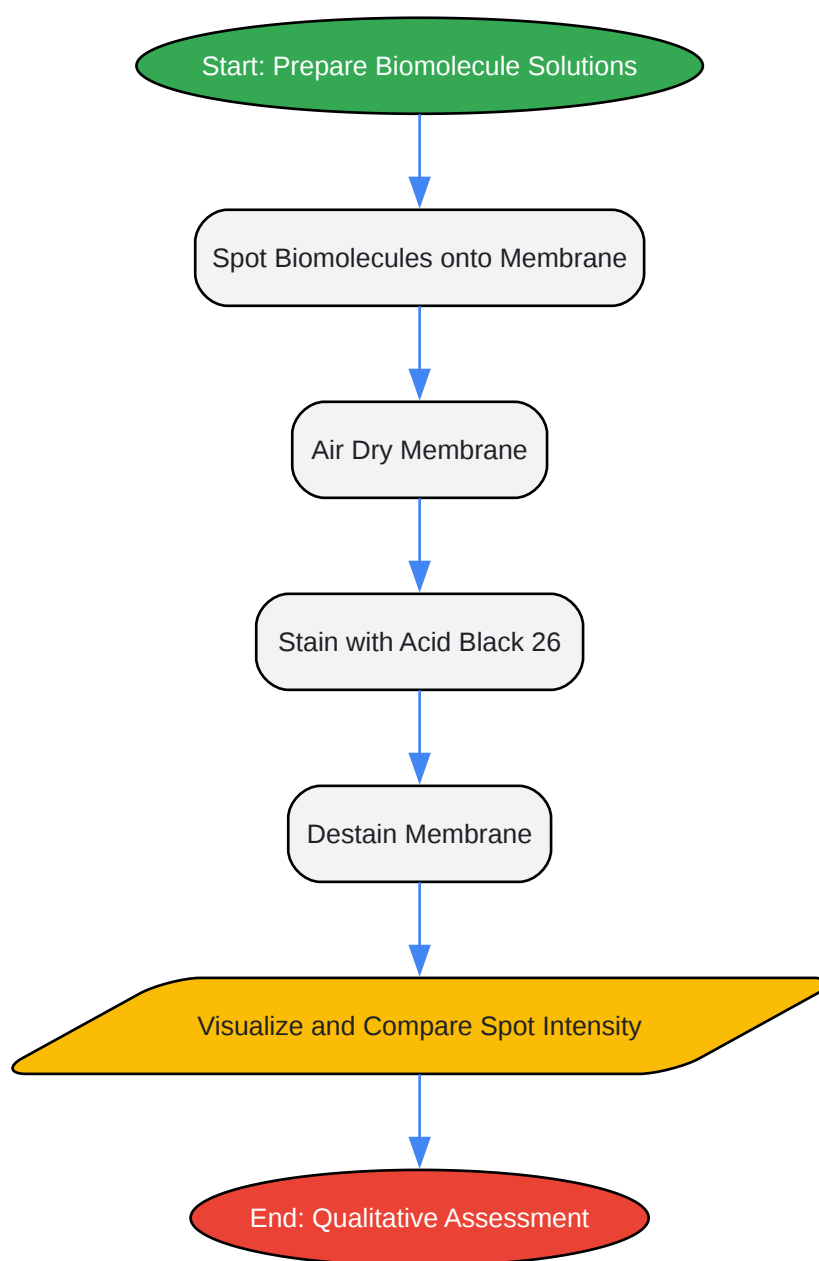 Start: Prepare Biomolecule Solutions
Spot Biomolecules onto Membrane
Air Dry Membrane
Stain with Acid Black 26
Destain Membrane
Visualize and Compare Spot Intensity
End: Qualitative Assessment